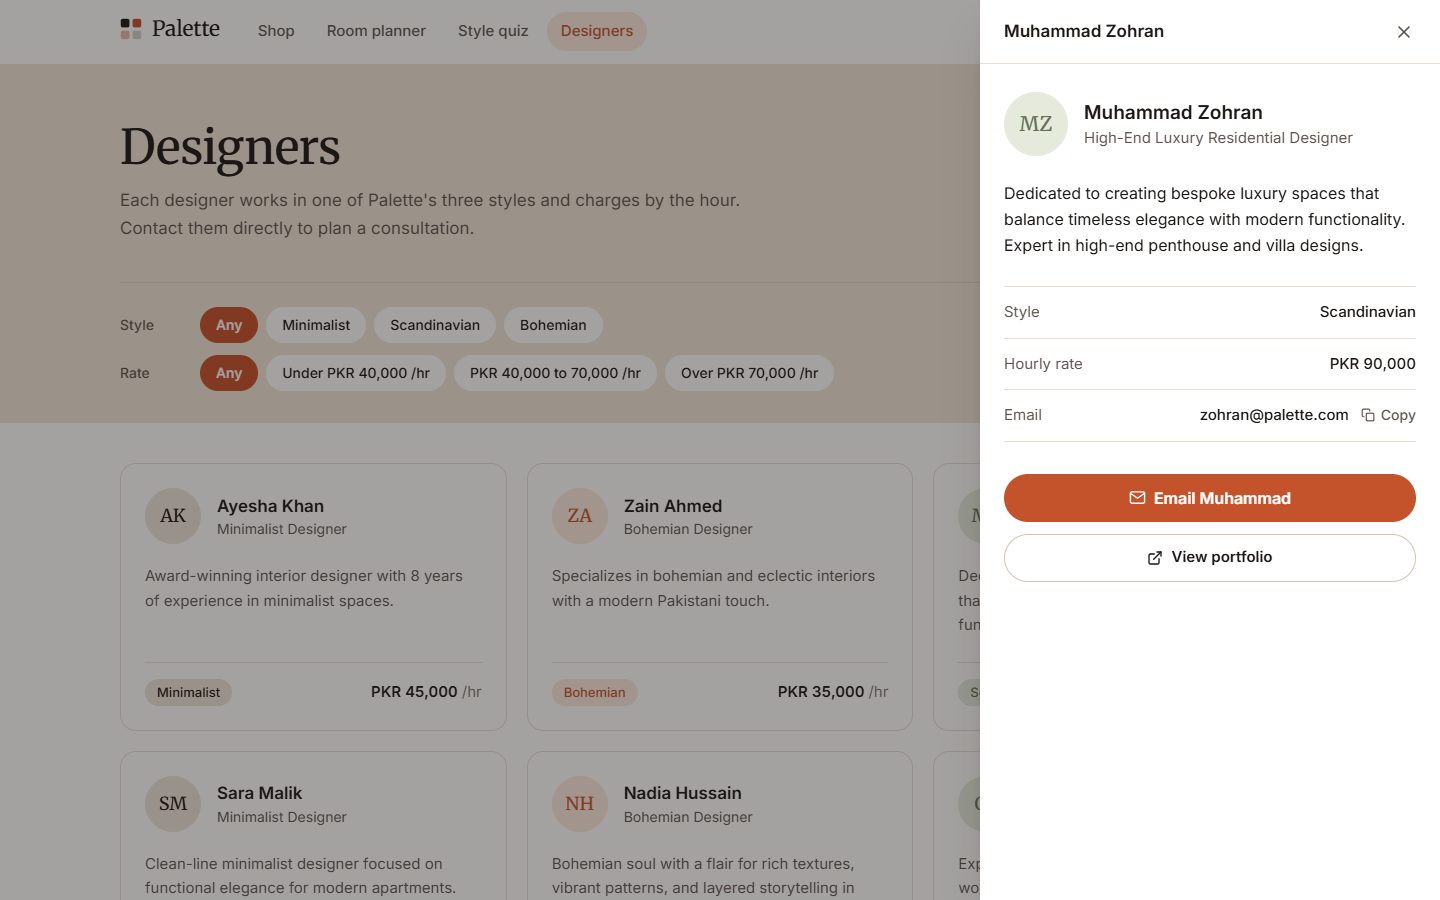 Palette
Shop
Room planner
Style quiz
Designers
Designers
Each designer works in one of Palette's three styles and charges by the hour.
Contact them directly to plan a consultation.
Style
Any
Minimalist
Scandinavian
Bohemian
Rate
Any
Under PKR 40,000 /hr
PKR 40,000 to 70,000 /hr
Over PKR 70,000 /hr
AK
Ayesha Khan
Minimalist Designer
Award-winning interior designer with 8 years
of experience in minimalist spaces.
Minimalist
PKR 45,000 /hr
ZA
Zain Ahmed
Bohemian Designer
Specializes in bohemian and eclectic interiors
with a modern Pakistani touch.
Bohemian
PKR 35,000 /hr
SM
Sara Malik
Minimalist Designer
Clean-line minimalist designer focused on
functional elegance for modern apartments.
NH
Nadia Hussain
Bohemian Designer
Bohemian soul with a flair for rich textures,
vibrant patterns, and layered storytelling in
Muhammad Zohran
MZ
Muhammad Zohran
High-End Luxury Residential Designer
Dedicated to creating bespoke luxury spaces that
balance timeless elegance with modern functionality.
Expert in high-end penthouse and villa designs.
Style
Scandinavian
Hourly rate
PKR 90,000
Email
zohran@palette.com
Copy
Email Muhammad
View portfolio